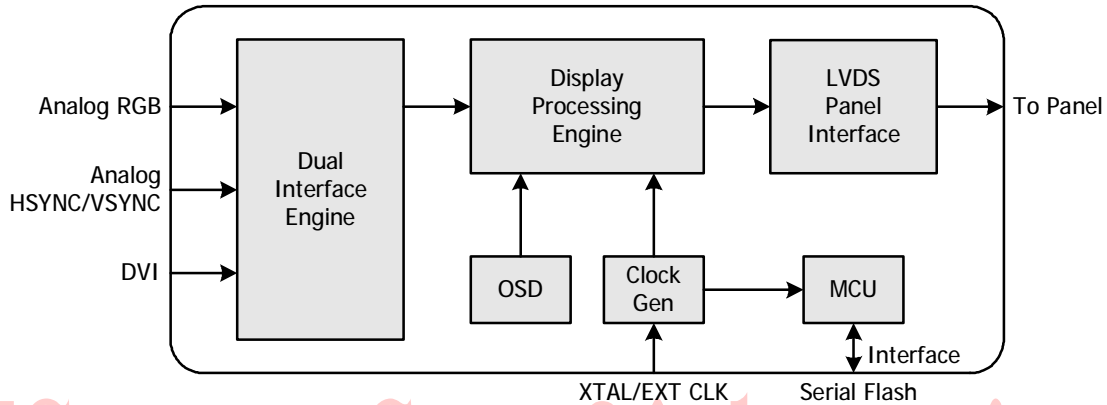 Analog RGB
Analog
HSYNC/VSYNC
DVI
Dual
Interface
Engine
Display
Processing
Engine
LVDS
Panel
Interface
To Panel
OSD
Clock
Gen
MCU
Interface
XTAL/EXT CLK
Serial Flash